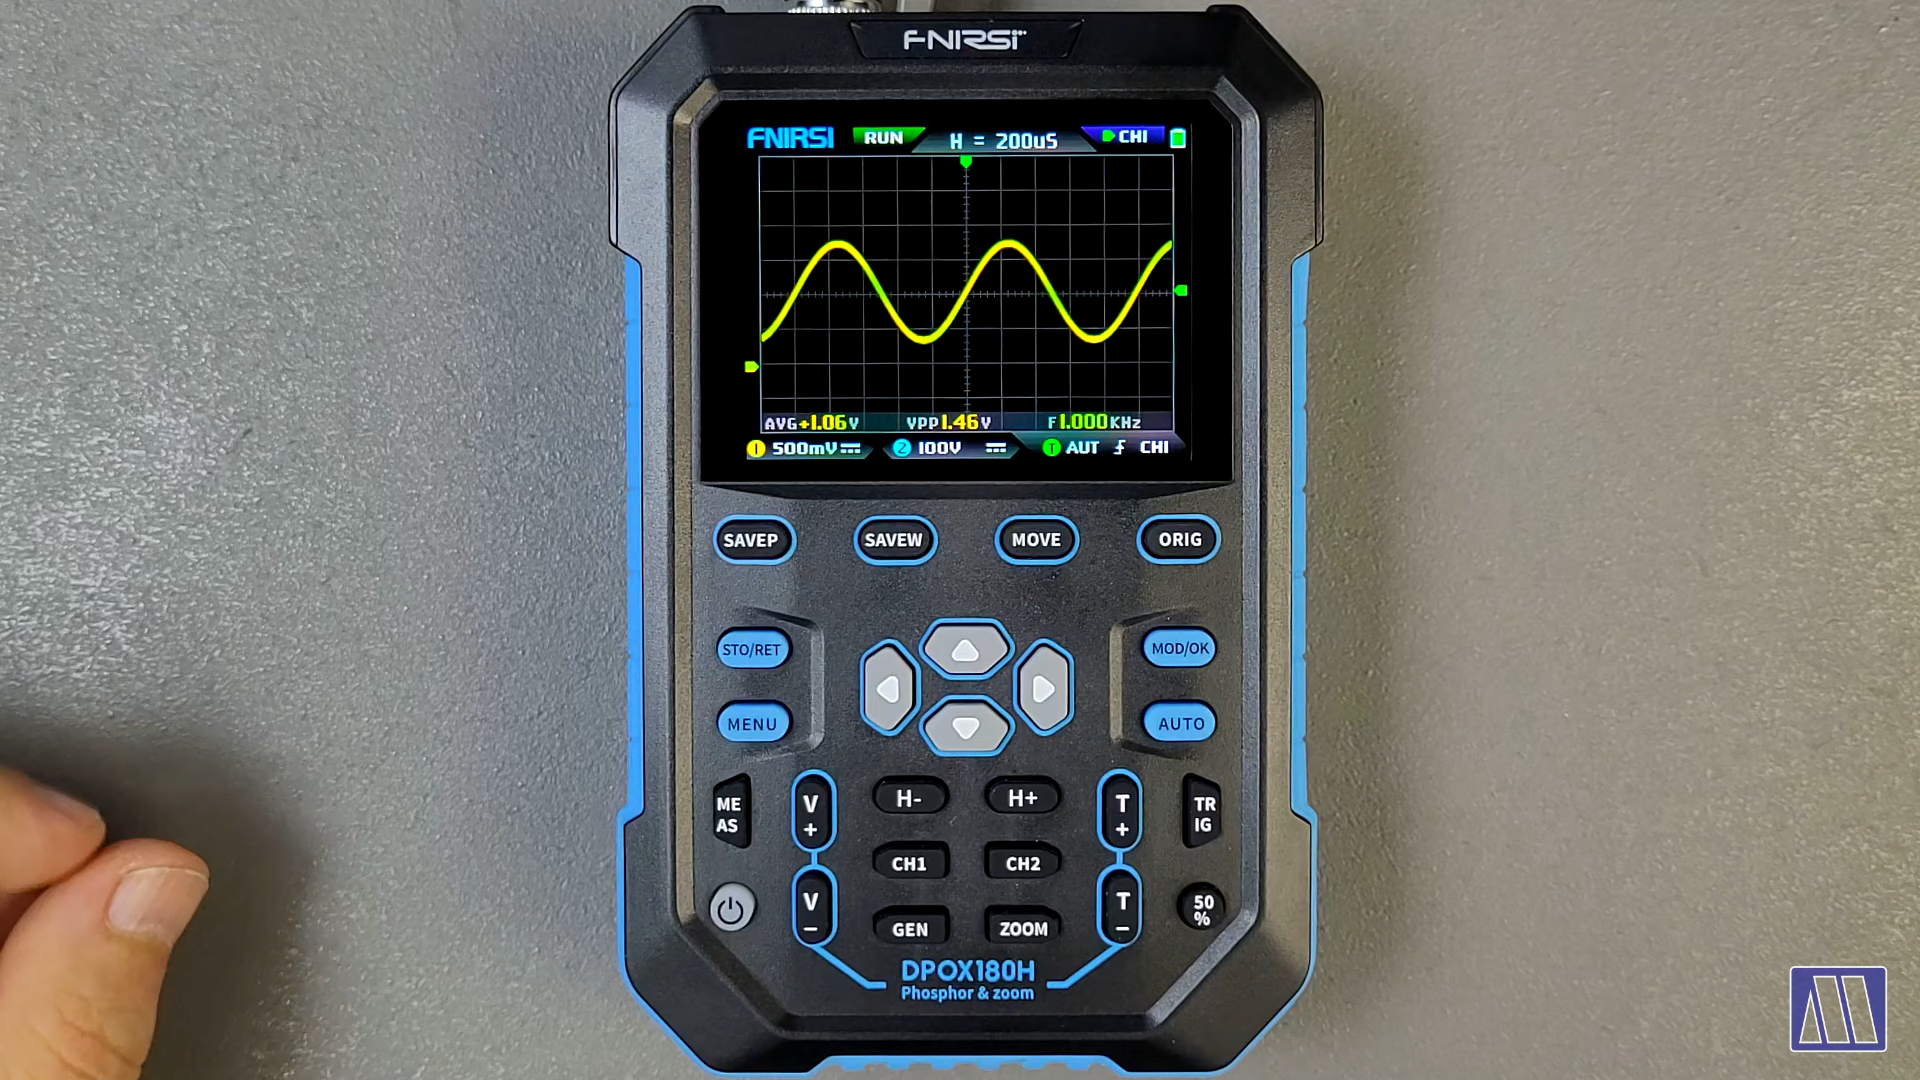 FNIRSI
FNIRSI RUN H = 200uS CH1
AVG+1.06V VPP1.46V F1.000KHz
1 500mV 2 100V T AUT CH1
SAVEP SAVEW MOVE ORIG
STO/RET MOD/OK
MENU AUTO
ME
AS
V
+
H- H+
T
+
TR
IG
CH1 CH2
V
-
T
-
50
%
GEN ZOOM
DPOX180H
Phosphor & zoom